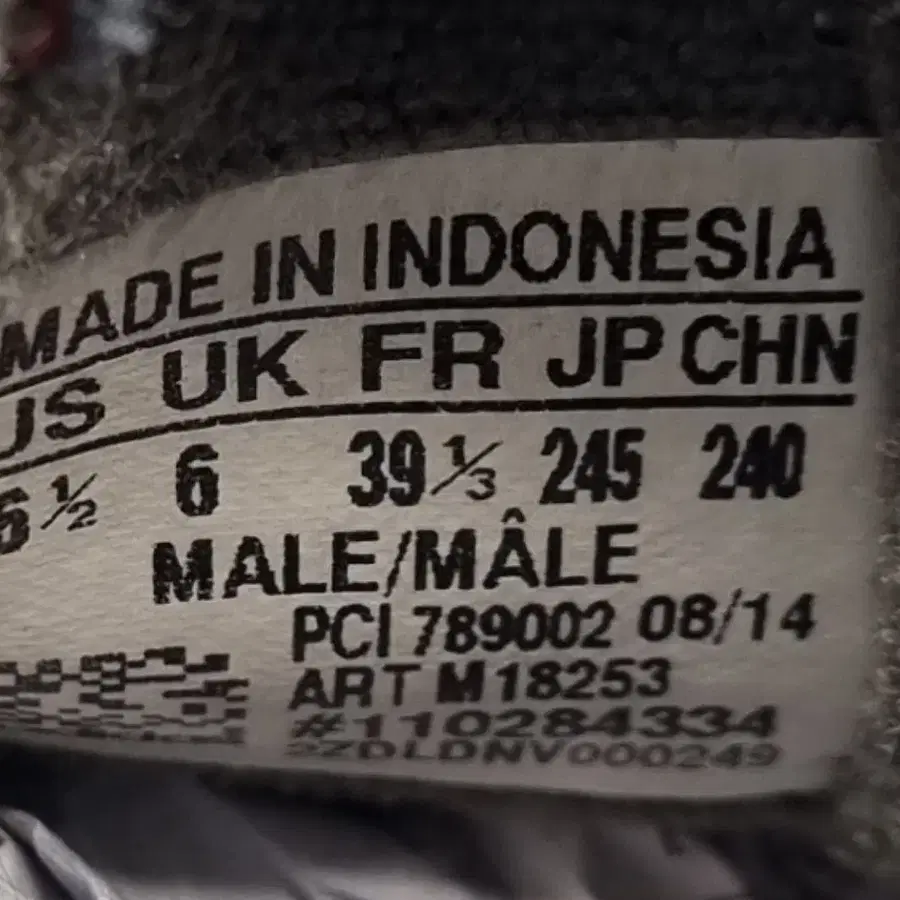 MADE IN INDONESIA
US UK FR JP CHN
6½ 6 39⅓ 245 240
MALE/MÂLE
PCI 789002 08/14
ART M18253
#110284334
2ZDLDNV000249